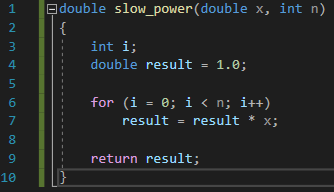 1 double slow_power(double x, int n)
2 {
3     int i;
4     double result = 1.0;
5
6     for (i = 0; i < n; i++)
7         result = result * x;
8
9     return result;
10 }